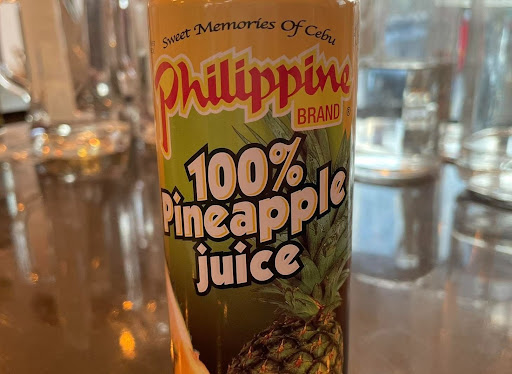 Sweet Memories Of Cebu
Philippine
BRAND ®
100%
Pineapple
juice